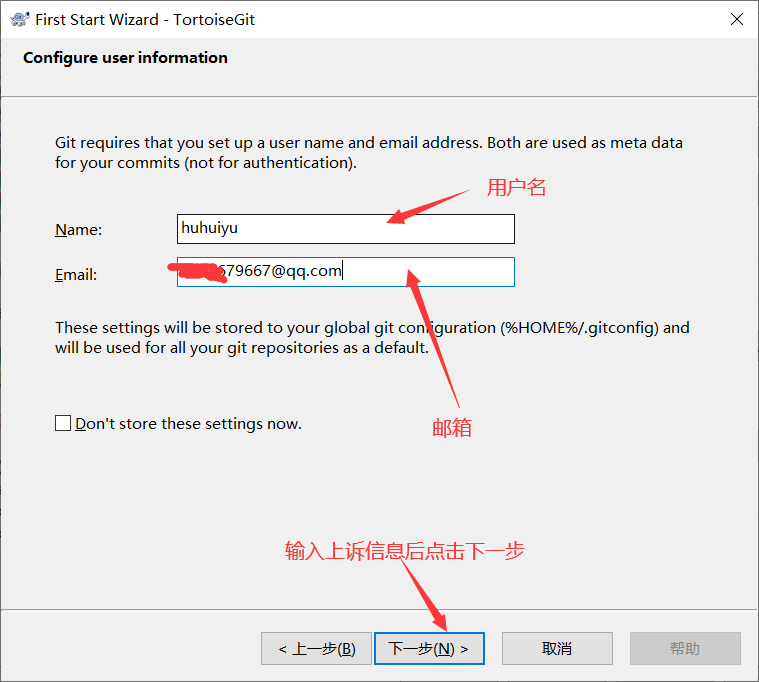 First Start Wizard - TortoiseGit
Configure user information
Git requires that you set up a user name and email address. Both are used as meta data
for your commits (not for authentication).
用户名
Name:
huhuiyu
Email:
679667@qq.com
These settings will be stored to your global git configuration (%HOME%/.gitconfig) and
will be used for all your git repositories as a default.
Don't store these settings now.
邮箱
输入上诉信息后点击下一步
< 上一步(B)
下一步(N) >
取消
帮助